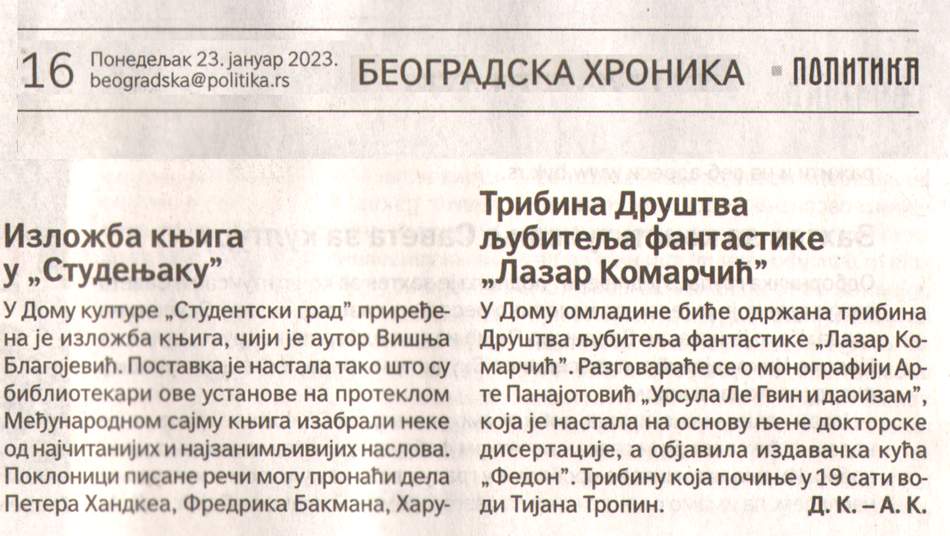 16
Понедељак 23. јануар 2023.
beogradska@politika.rs
БЕОГРАДСКА ХРОНИКА
ПОЛИТИКА
Изложба књига
у „Студењаку”
У Дому културе „Студентски град” приређе-
на је изложба књига, чији је аутор Вишња
Благојевић. Поставка је настала тако што су
библиотекари ове установе на протеклом
Међународном сајму књига изабрали неке
од најчитанијих и најзанимљивијих наслова.
Поклоници писане речи могу пронаћи дела
Петера Хандкеа, Фредрика Бакмана, Хару-
Трибина Друштва
љубитеља фантастике
„Лазар Комарчић”
У Дому омладине биће одржана трибина
Друштва љубитеља фантастике „Лазар Ко-
марчић”. Разговараће се о монографији Ар-
те Панајотовић „Урсула Ле Гвин и даоизам”,
која је настала на основу њене докторске
дисертације, а објавила издавачка кућа
„Федон”. Трибину која почиње у 19 сати во-
ди Тијана Тропин. Д. К. – А. К.